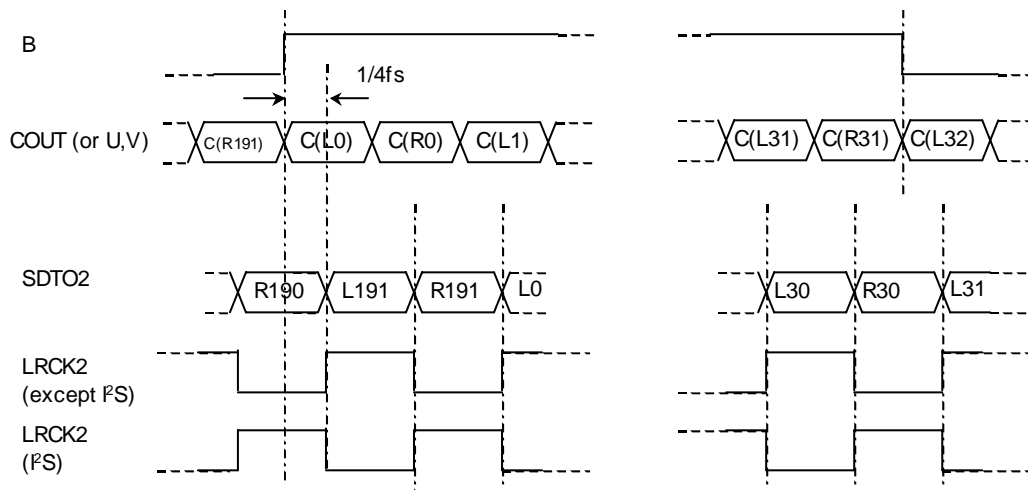 B
1/4fs
COUT (or U,V)
C(R191) C(L0) C(R0) C(L1) C(L31) C(R31) C(L32)
SDTO2
R190 L191 R191 L0 L30 R30 L31
LRCK2
(except I²S)
LRCK2
(I²S)